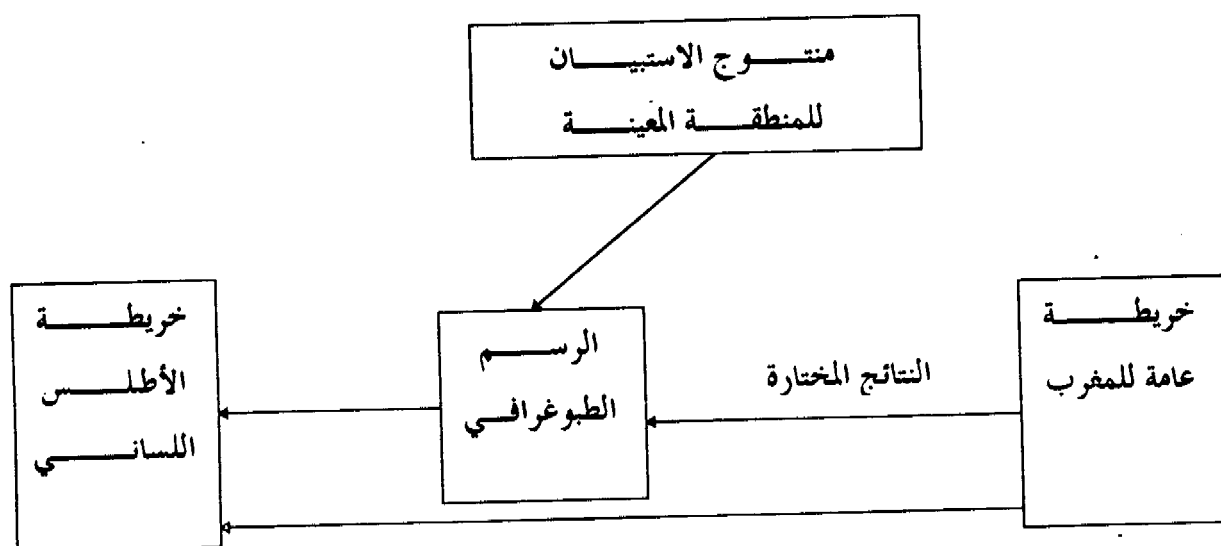 منتوج الاستبيان
للمنطقة المعينة
خريطة
عامة للمغرب
النتائج المختارة
الرسم
الطبوغرافي
خريطة
الأطلس
اللساني